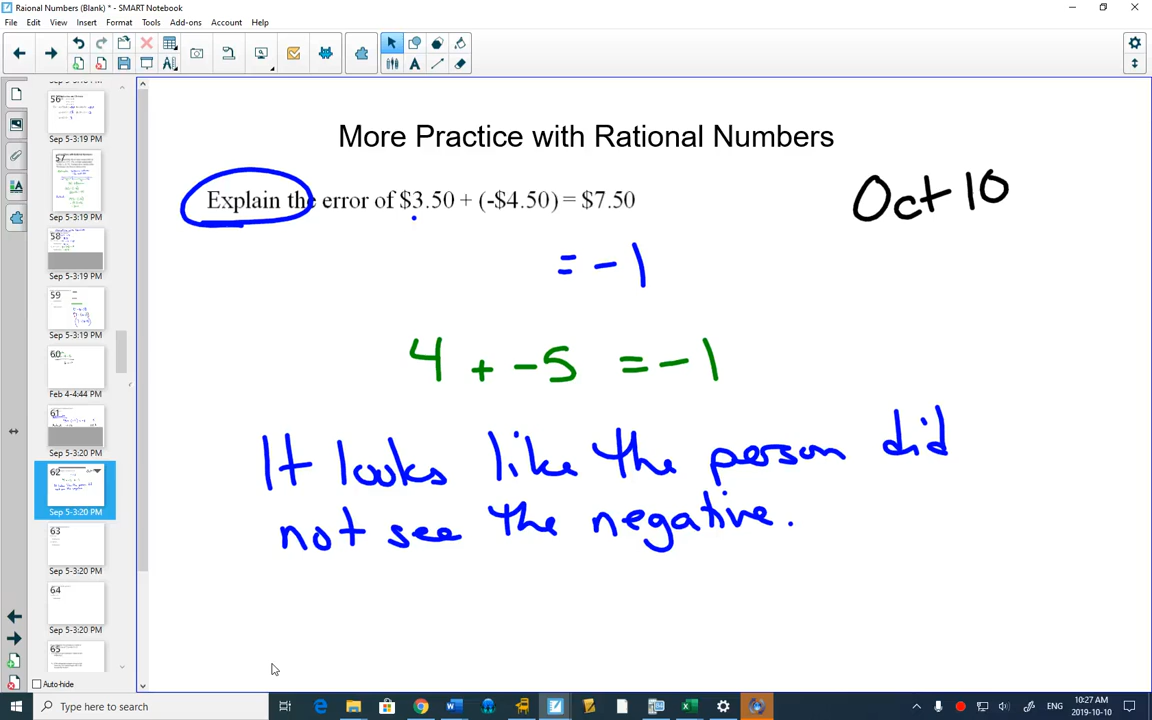 Raional Numbers (Blank) * - SMART Notebook
File Edit View Insert Format Tools Add-ons Account Help
56
Sep 5-3:19 PM
57
Sep 5-3:19 PM
58
Sep 5-3:19 PM
59
Sep 5-3:19 PM
60
Feb 4-4:44 PM
61
Sep 5-3:20 PM
62
Sep 5-3:20 PM
63
Sep 5-3:20 PM
64
Sep 5-3:20 PM
65
Auto-hide
More Practice with Rational Numbers
Oct 10
Explain the error of $3.50 + (-$4.50) = $7.50
= -1
4 + -5 = -1
It looks like the person did
not see the negative.
Type here to search
ENG
10:27 AM
2019-10-10